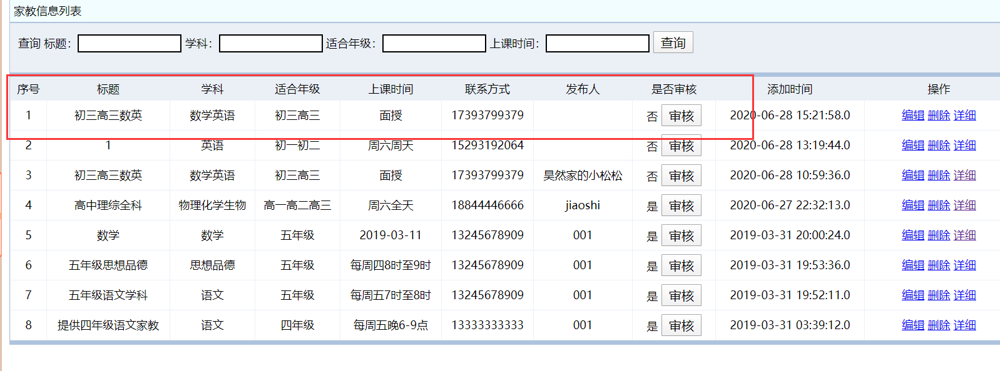 家教信息列表
查询 标题: 学科: 适合年级: 上课时间: 查询
序号 标题 学科 适合年级 上课时间 联系方式 发布人 是否审核 添加时间 操作
1 初三高三数英 数学英语 初三高三 面授 17393799379 否 审核 2020-06-28 15:21:58.0 编辑 删除 详细
2 1 英语 初一初二 周六周天 15293192064 否 审核 2020-06-28 13:19:44.0 编辑 删除 详细
3 初三高三数英 数学英语 初三高三 面授 17393799379 昊然家的小松松 否 审核 2020-06-28 10:59:36.0 编辑 删除 详细
4 高中理综全科 物理化学生物 高一高二高三 周六全天 18844446666 jiaoshi 是 审核 2020-06-27 22:32:13.0 编辑 删除 详细
5 数学 数学 五年级 2019-03-11 13245678909 001 是 审核 2019-03-31 20:00:24.0 编辑 删除 详细
6 五年级思想品德 思想品德 五年级 每周四8时至9时 13245678909 001 是 审核 2019-03-31 19:53:36.0 编辑 删除 详细
7 五年级语文学科 语文 五年级 每周五7时至8时 13245678909 001 是 审核 2019-03-31 19:52:11.0 编辑 删除 详细
8 提供四年级语文家教 语文 四年级 每周五晚6-9点 13333333333 001 是 审核 2019-03-31 03:39:12.0 编辑 删除 详细